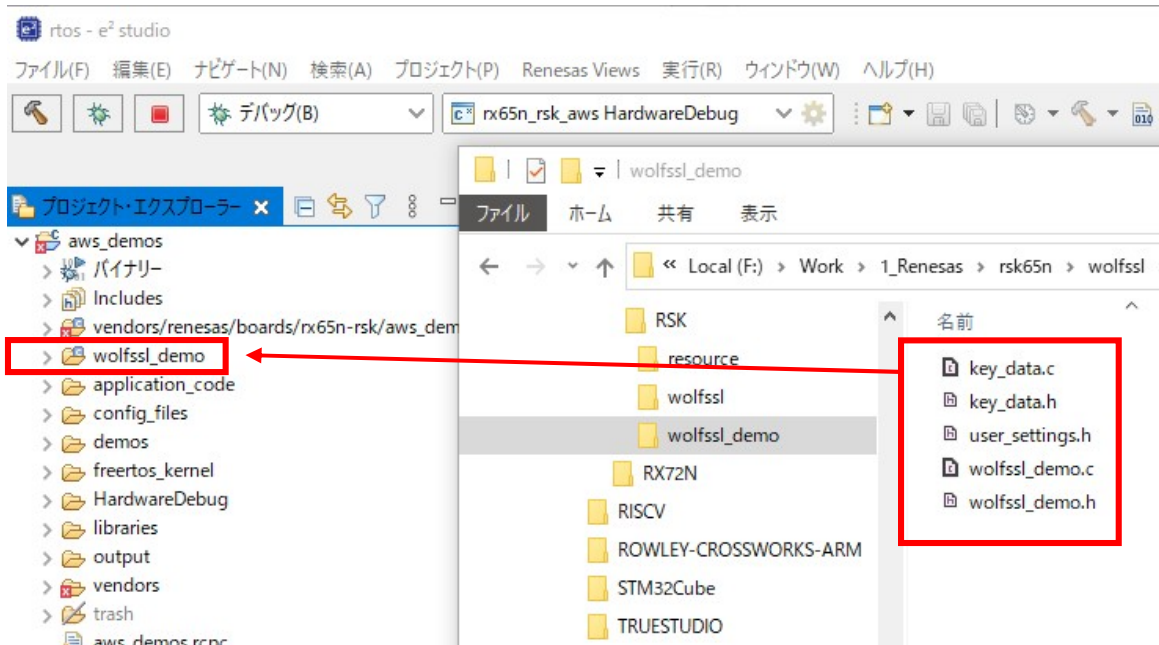 rtos - e² studio
ファイル(F) 編集(E) ナビゲート(N) 検索(A) プロジェクト(P) Renesas Views 実行(R) ウィンドウ(W) ヘルプ(H)
デバッグ(B) rx65n_rsk_aws HardwareDebug
プロジェクト・エクスプローラー
aws_demos
バイナリー
Includes
vendors/renesas/boards/rx65n-rsk/aws_dem
wolfssl_demo
application_code
config_files
demos
freertos_kernel
HardwareDebug
libraries
output
vendors
trash
aws_demos.rcpc
wolfssl_demo
ファイル ホーム 共有 表示
« Local (F:) > Work > 1_Renesas > rsk65n > wolfssl
RSK
resource
wolfssl
wolfssl_demo
RX72N
RISCV
ROWLEY-CROSSWORKS-ARM
STM32Cube
TRUESTUDIO
名前
key_data.c
key_data.h
user_settings.h
wolfssl_demo.c
wolfssl_demo.h